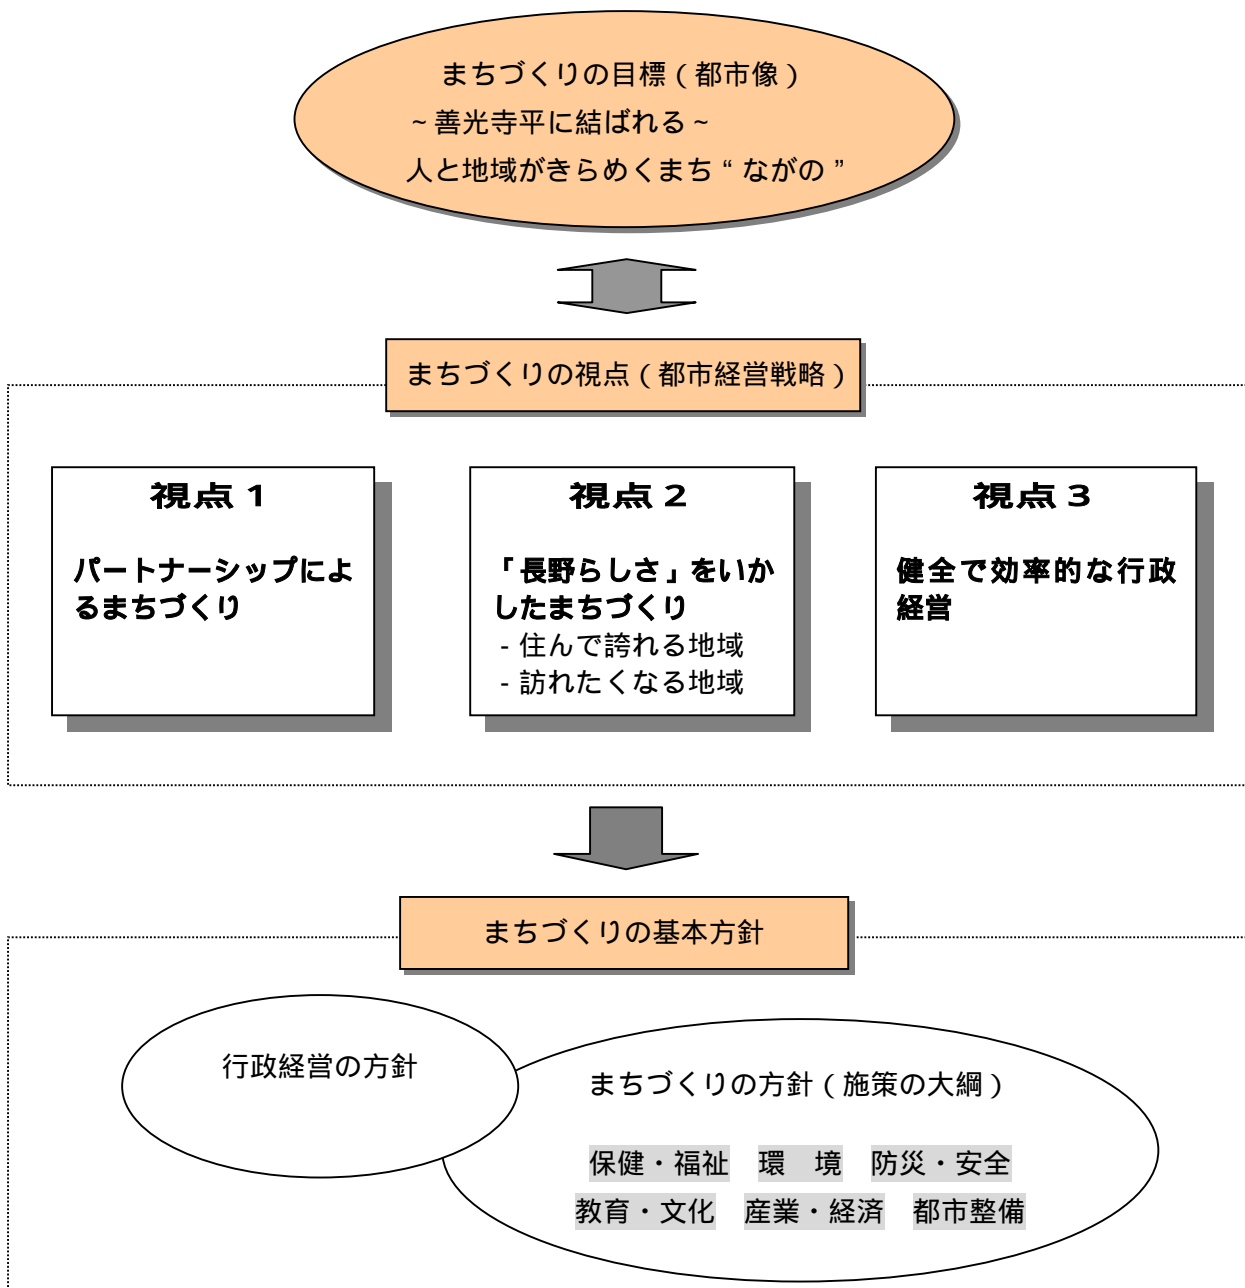 まちづくりの目標（都市像）
～善光寺平に結ばれる～
人と地域がきらめくまち“ながの”
まちづくりの視点（都市経営戦略）
視点1
パートナーシップによ
るまちづくり
視点2
「長野らしさ」をいか
したまちづくり
- 住んで誇れる地域
- 訪れたくなる地域
視点3
健全で効率的な行政
経営
まちづくりの基本方針
行政経営の方針
まちづくりの方針（施策の大綱）
保健・福祉　環　境　防災・安全
教育・文化　産業・経済　都市整備